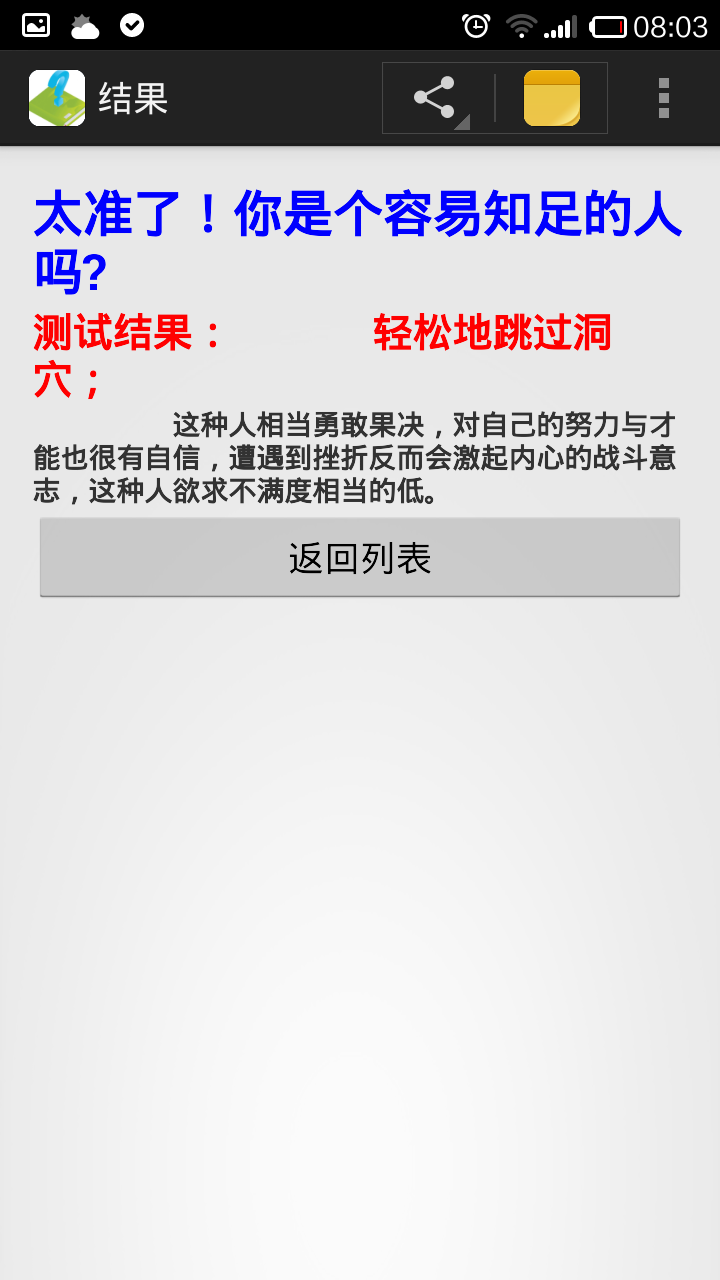 08:03
结果
太准了！你是个容易知足的人
吗?
测试结果： 轻松地跳过洞
穴；
这种人相当勇敢果决，对自己的努力与才
能也很有自信，遭遇到挫折反而会激起内心的战斗意
志，这种人欲求不满度相当的低。
返回列表